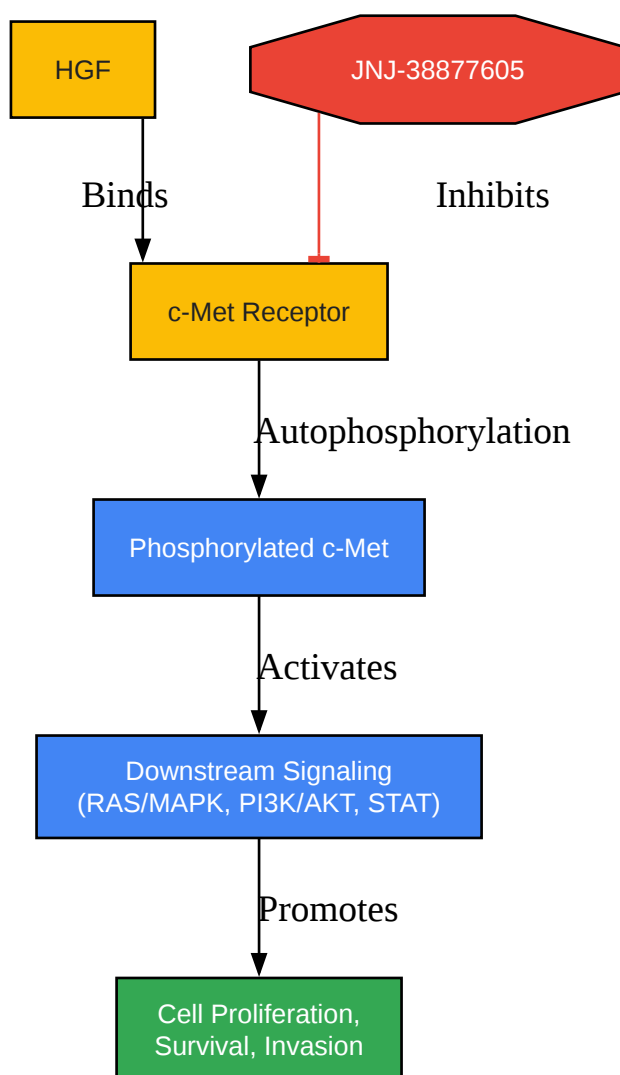 HGF
JNJ-38877605
Binds
Inhibits
c-Met Receptor
Autophosphorylation
Phosphorylated c-Met
Activates
Downstream Signaling
(RAS/MAPK, PI3K/AKT, STAT)
Promotes
Cell Proliferation,
Survival, Invasion